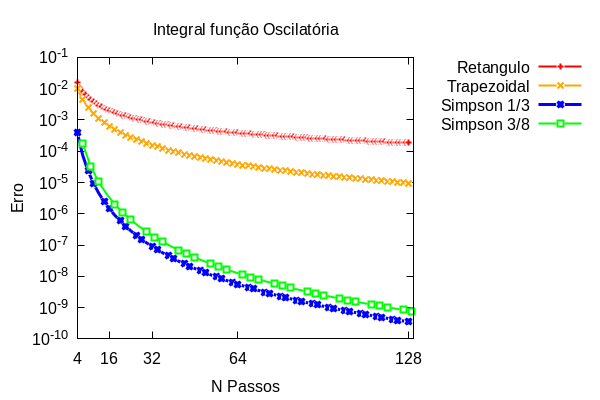 Integral função Oscilatória
10^-1
10^-2
10^-3
10^-4
10^-5
10^-6
10^-7
10^-8
10^-9
10^-10
Erro
4 16 32 64 128
N Passos
Retangulo
Trapezoidal
Simpson 1/3
Simpson 3/8